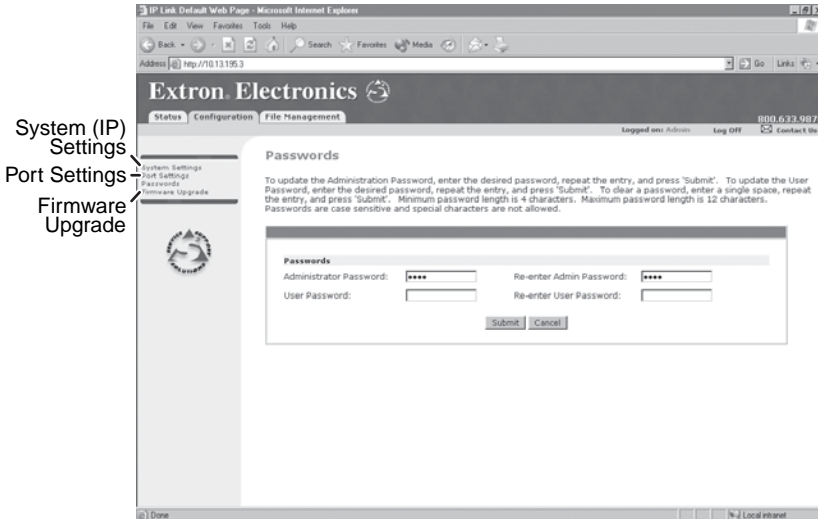 IP Link Default Web Page - Microsoft Internet Explorer
File Edit View Favorites Tools Help
Back Search Favorites Media
Address http://10.13.195.3 Go Links
Extron Electronics
Status Configuration File Management
800.633.987
Logged on: Admin Log Off Contact Us
System (IP)
Settings
Port Settings
Firmware
Upgrade
System Settings
Port Settings
Passwords
Firmware Upgrade
Passwords
To update the Administration Password, enter the desired password, repeat the entry, and press 'Submit'. To update the User
Password, enter the desired password, repeat the entry, and press 'Submit'. To clear a password, enter a single space, repeat
the entry, and press 'Submit'. Minimum password length is 4 characters. Maximum password length is 12 characters.
Passwords are case sensitive and special characters are not allowed.
Passwords
Administrator Password: •••• Re-enter Admin Password: ••••
User Password: Re-enter User Password:
Submit Cancel
Done Local intranet